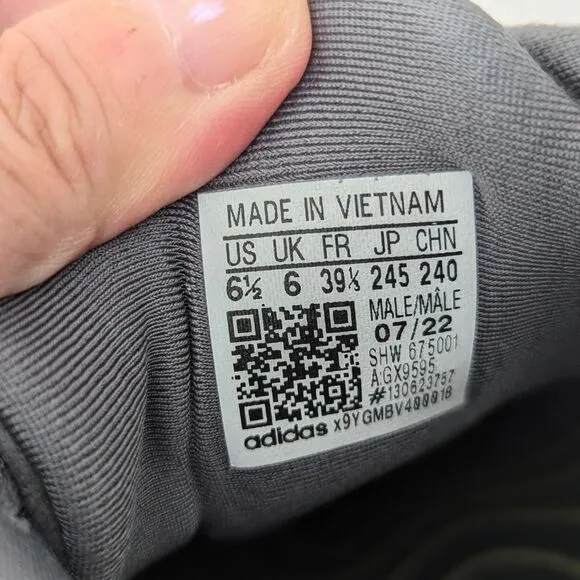 MADE IN VIETNAM
US UK FR JP CHN
6½ 6 39⅓ 245 240
MALE/MÂLE
07/22
SHW 675001
A:GX9595
#130623757
adidas x9YGMBV400018